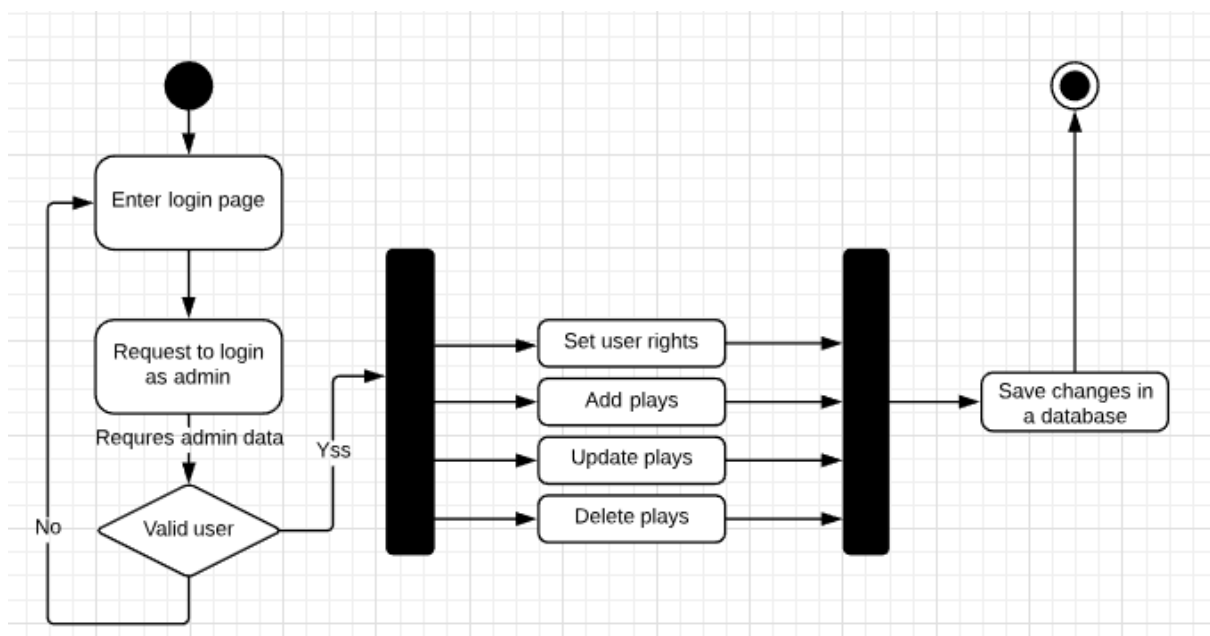 Enter login page
Request to login
as admin
Requres admin data
Valid user
No
Yss
Set user rights
Add plays
Update plays
Delete plays
Save changes in
a database